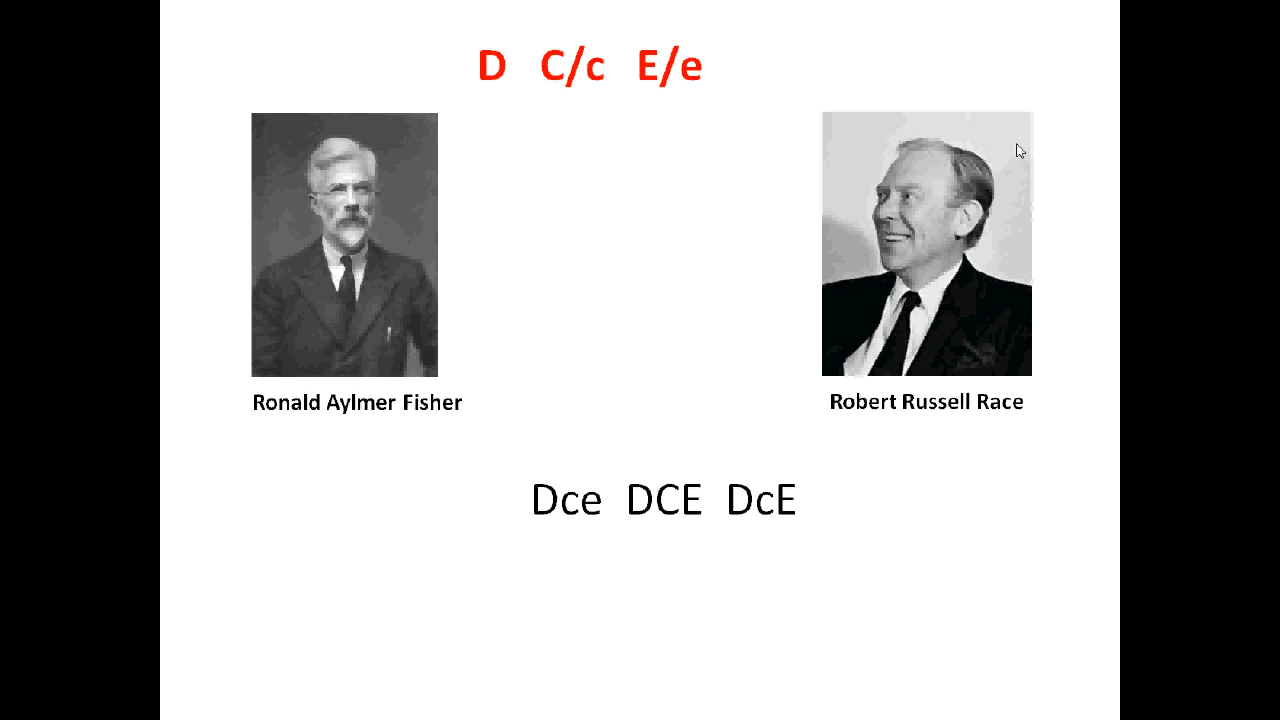 D C/c E/e
Ronald Aylmer Fisher
Robert Russell Race
Dce DCE DcE